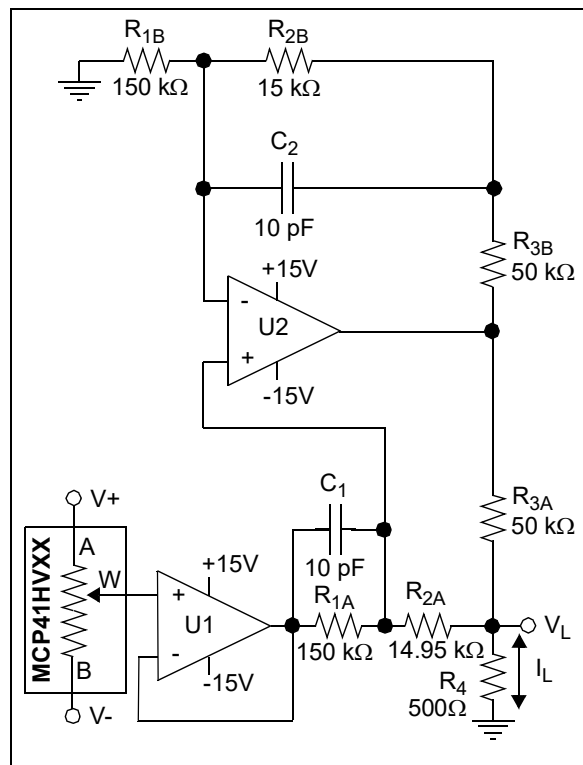 R1B
150 kΩ
R2B
15 kΩ
C2
10 pF
R3B
50 kΩ
+15V
-
U2
+
-15V
C1
10 pF
R3A
50 kΩ
V+
MCP41HVXX
A
W
B
V-
+15V
+
U1
-
-15V
R1A
150 kΩ
R2A
14.95 kΩ
VL
R4
500Ω
IL